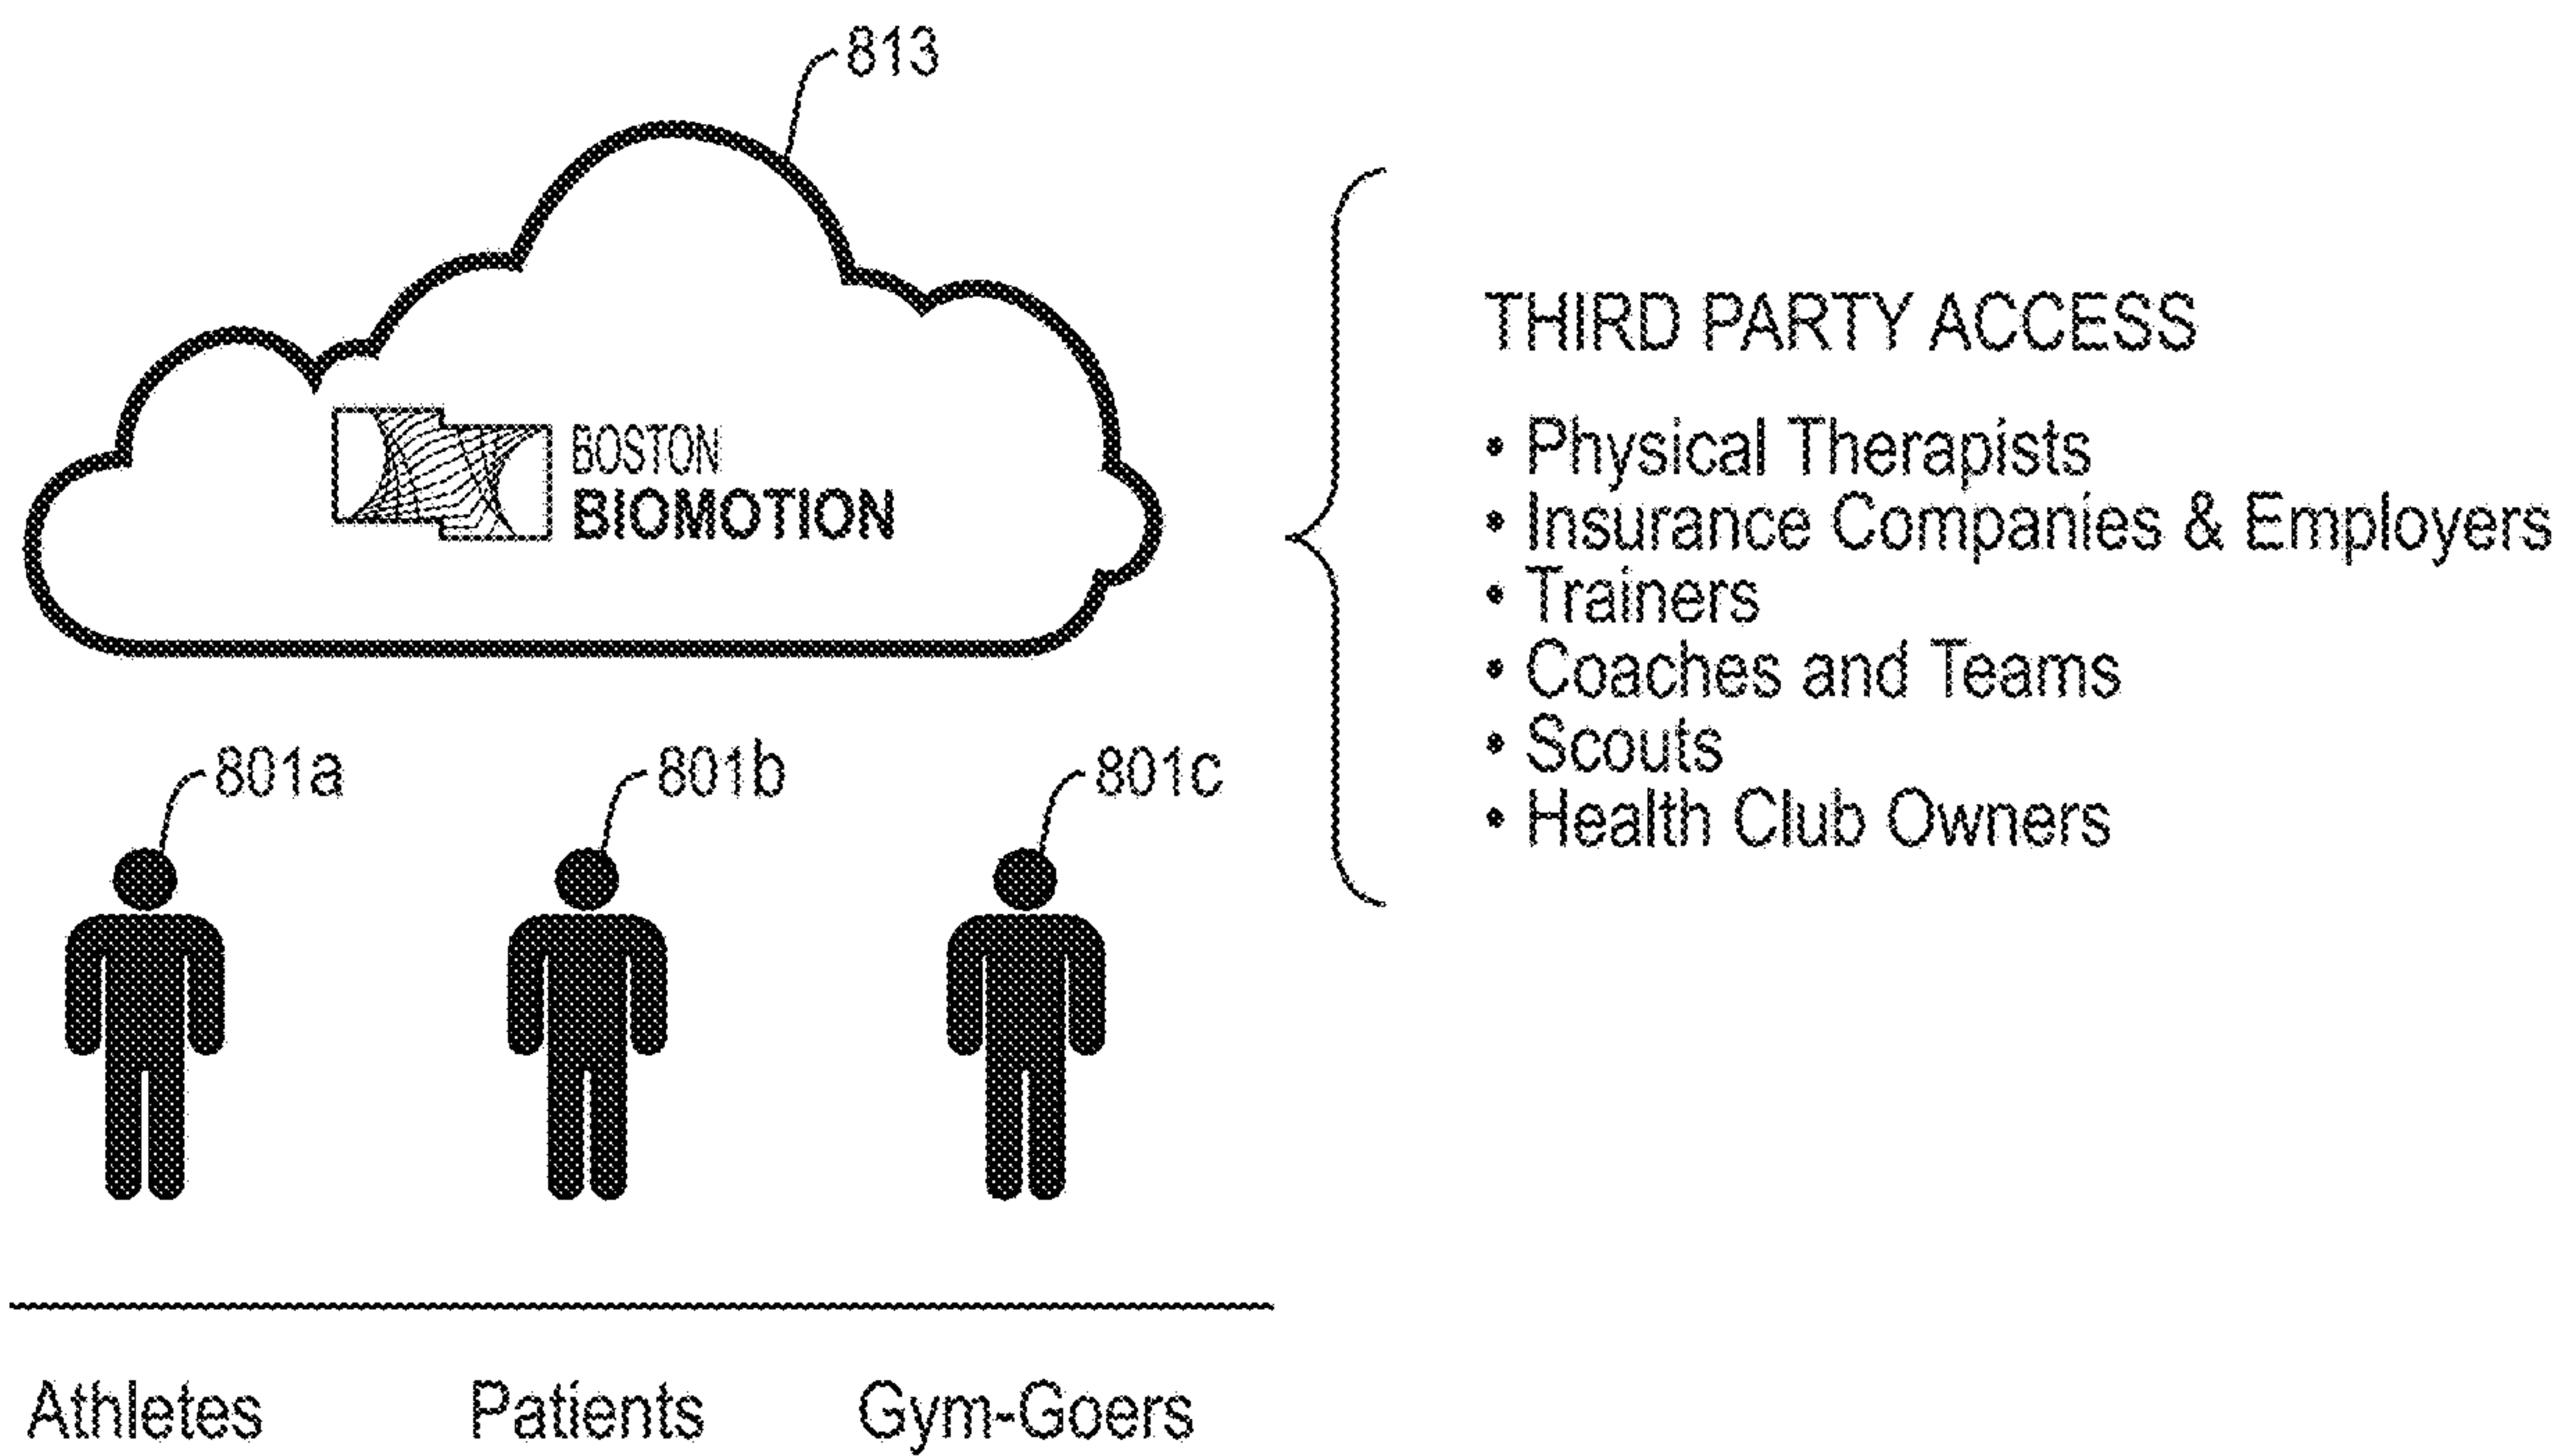 813
BOSTON
BIOMOTION
THIRD PARTY ACCESS
• Physical Therapists
• Insurance Companies & Employers
• Trainers
• Coaches and Teams
• Scouts
• Health Club Owners
801a 801b 801c
Athletes Patients Gym-Goers